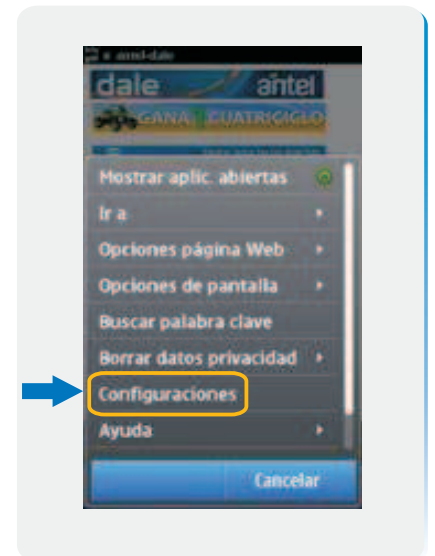 dale antel
GANA CUATRICICLO
Mostrar aplic. abiertas
Ir a
Opciones página Web
Opciones de pantalla
Buscar palabra clave
Borrar datos privacidad
Configuraciones
Ayuda
Cancelar